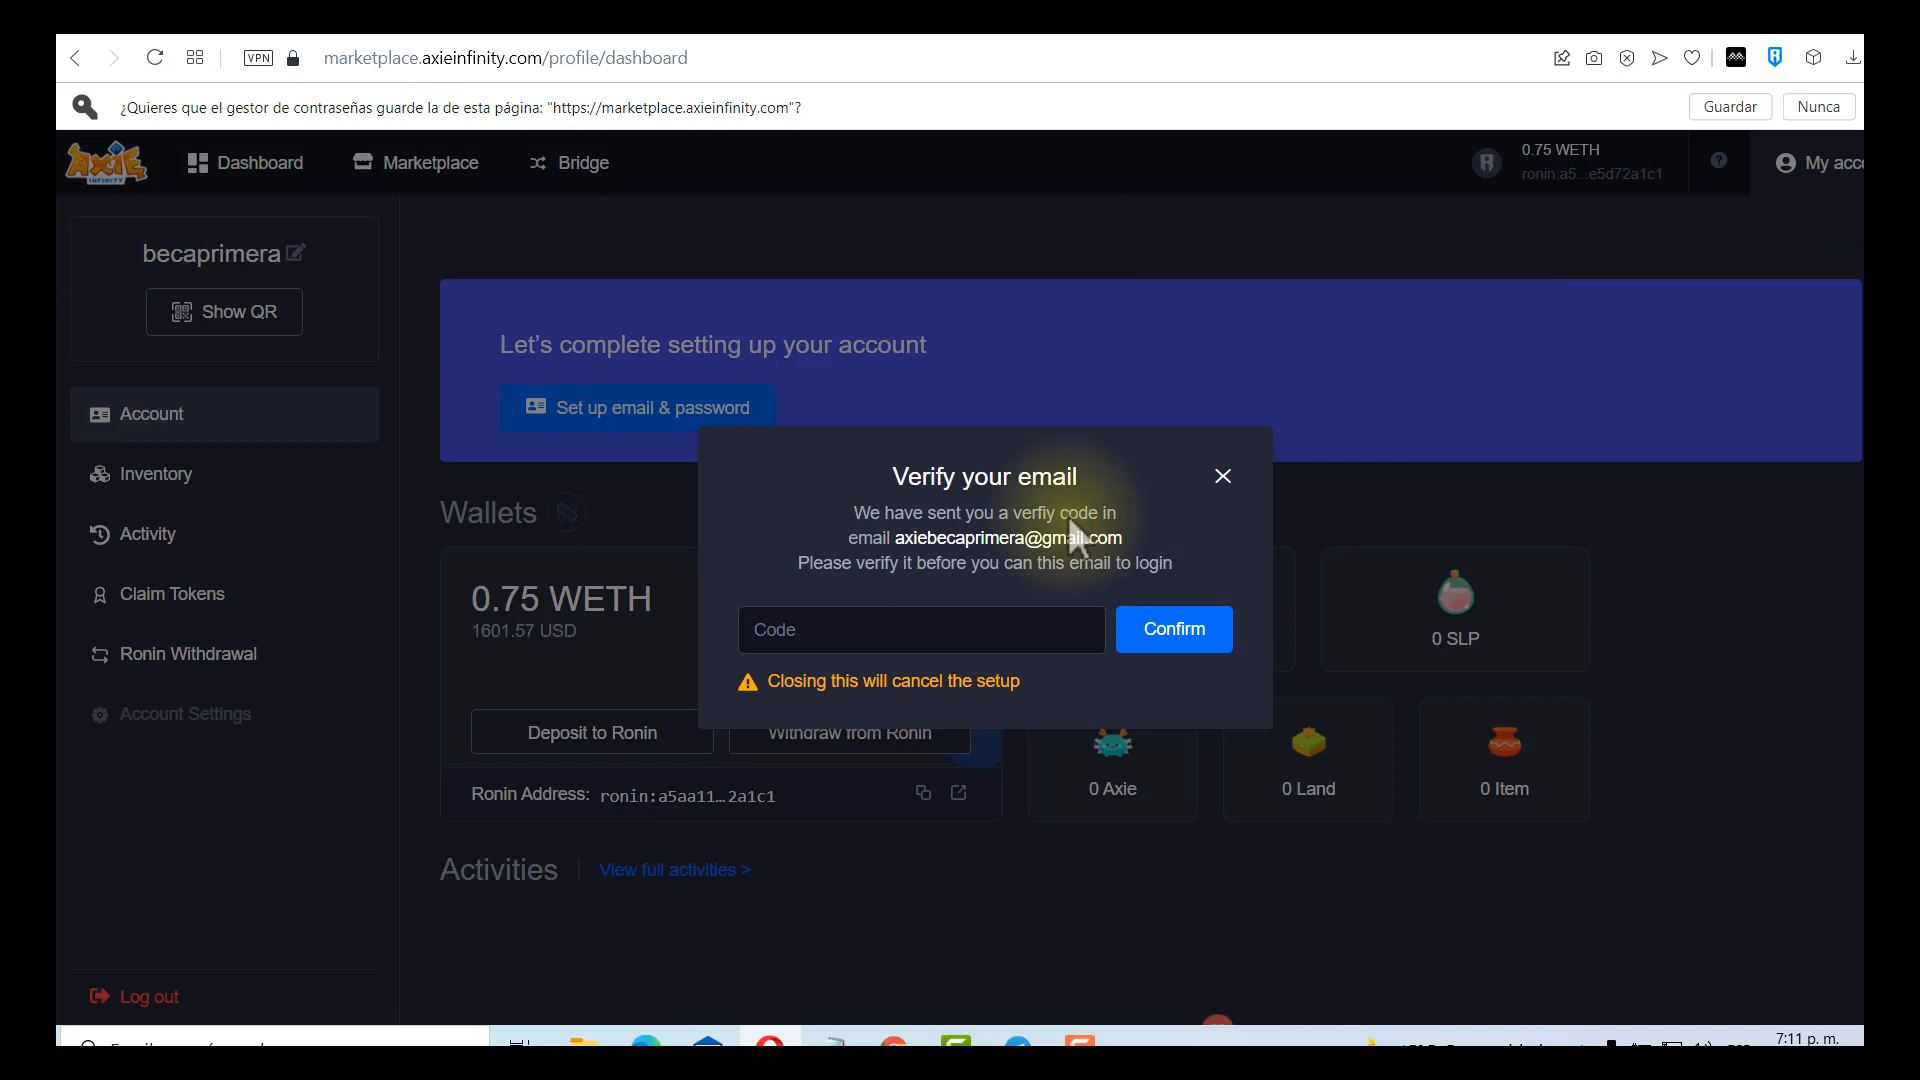 VPN
marketplace.axieinfinity.com/profile/dashboard
¿Quieres que el gestor de contraseñas guarde la de esta página: "https://marketplace.axieinfinity.com"?
Guardar
Nunca
AXIE
INFINITY
Dashboard
Marketplace
Bridge
0.75 WETH
ronin:a5...e5d72a1c1
?
My acc
becaprimera
Show QR
Account
Inventory
Activity
Claim Tokens
Ronin Withdrawal
Account Settings
Log out
Let's complete setting up your account
Set up email & password
Verify your email
We have sent you a verfiy code in
email axiebecaprimera@gmail.com
Please verify it before you can this email to login
Code
Confirm
Closing this will cancel the setup
Wallets
0.75 WETH
1601.57 USD
Deposit to Ronin
Withdraw from Ronin
Ronin Address: ronin:a5aa11…2a1c1
0 SLP
0 Axie
0 Land
0 Item
Activities
View full activities >
7:11 p. m.